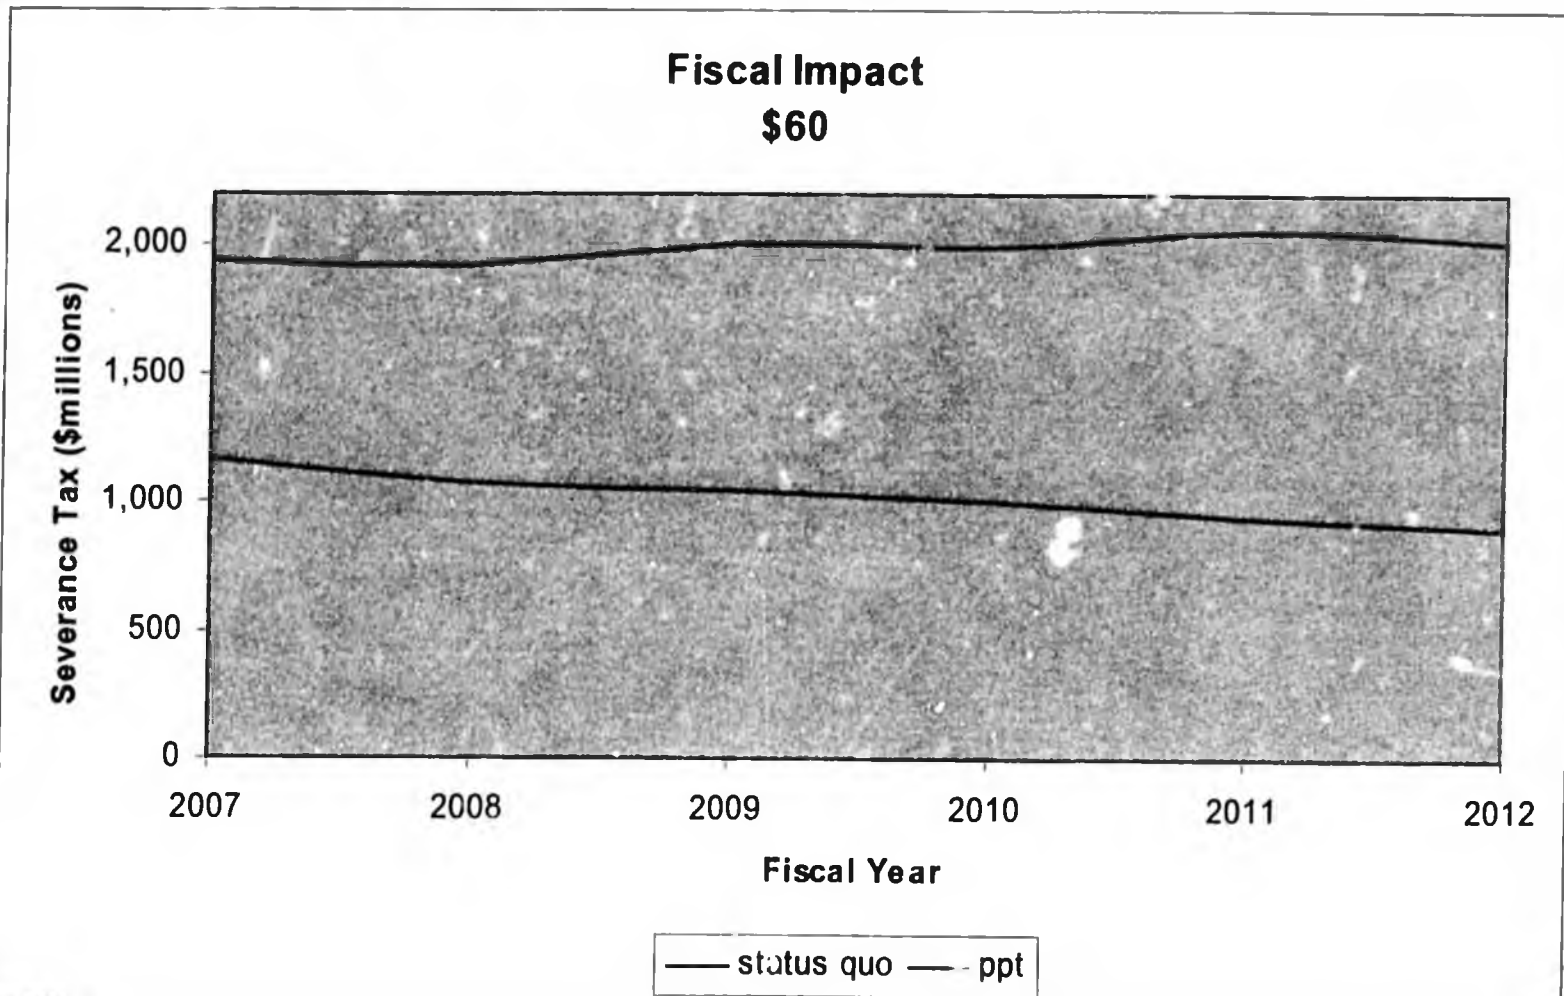 Fiscal Impact
$60
Severance Tax ($millions)
2,000
1,500
1,000
500
0
2007 2008 2009 2010 2011 2012
Fiscal Year
status quo ppt